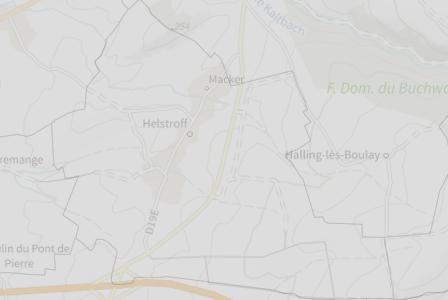 254
e Kaltbach
Macker
F. Dom. du Buchwa
Helstroff
Halling-lès-Boulay
remange
D19E
lin du Pont de
Pierre